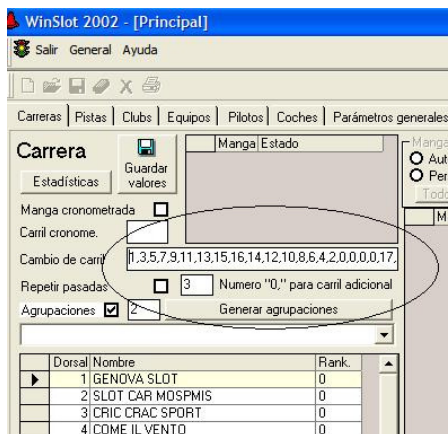 WinSlot 2002 - [Principal]
Salir General Ayuda
Carreras Pistas Clubs Equipos Pilotos Coches Parámetros generales
Carrera
Guardar valores
Estadísticas
Manga Estado
Manga
Aut
Per
Todo
M
Manga cronometrada
Carril cronome.
Cambio de carril 1,3,5,7,9,11,13,15,16,14,12,10,8,6,4,2,0,0,0,0,17,
Repetir pasadas 3 Numero "0," para carril adicional
Agrupaciones 2 Generar agrupaciones
Dorsal Nombre Rank.
1 GENOVA SLOT 0
2 SLOT CAR MOSPMIS 0
3 CRIC CRAC SPORT 0
4 COME IL VENTO 0